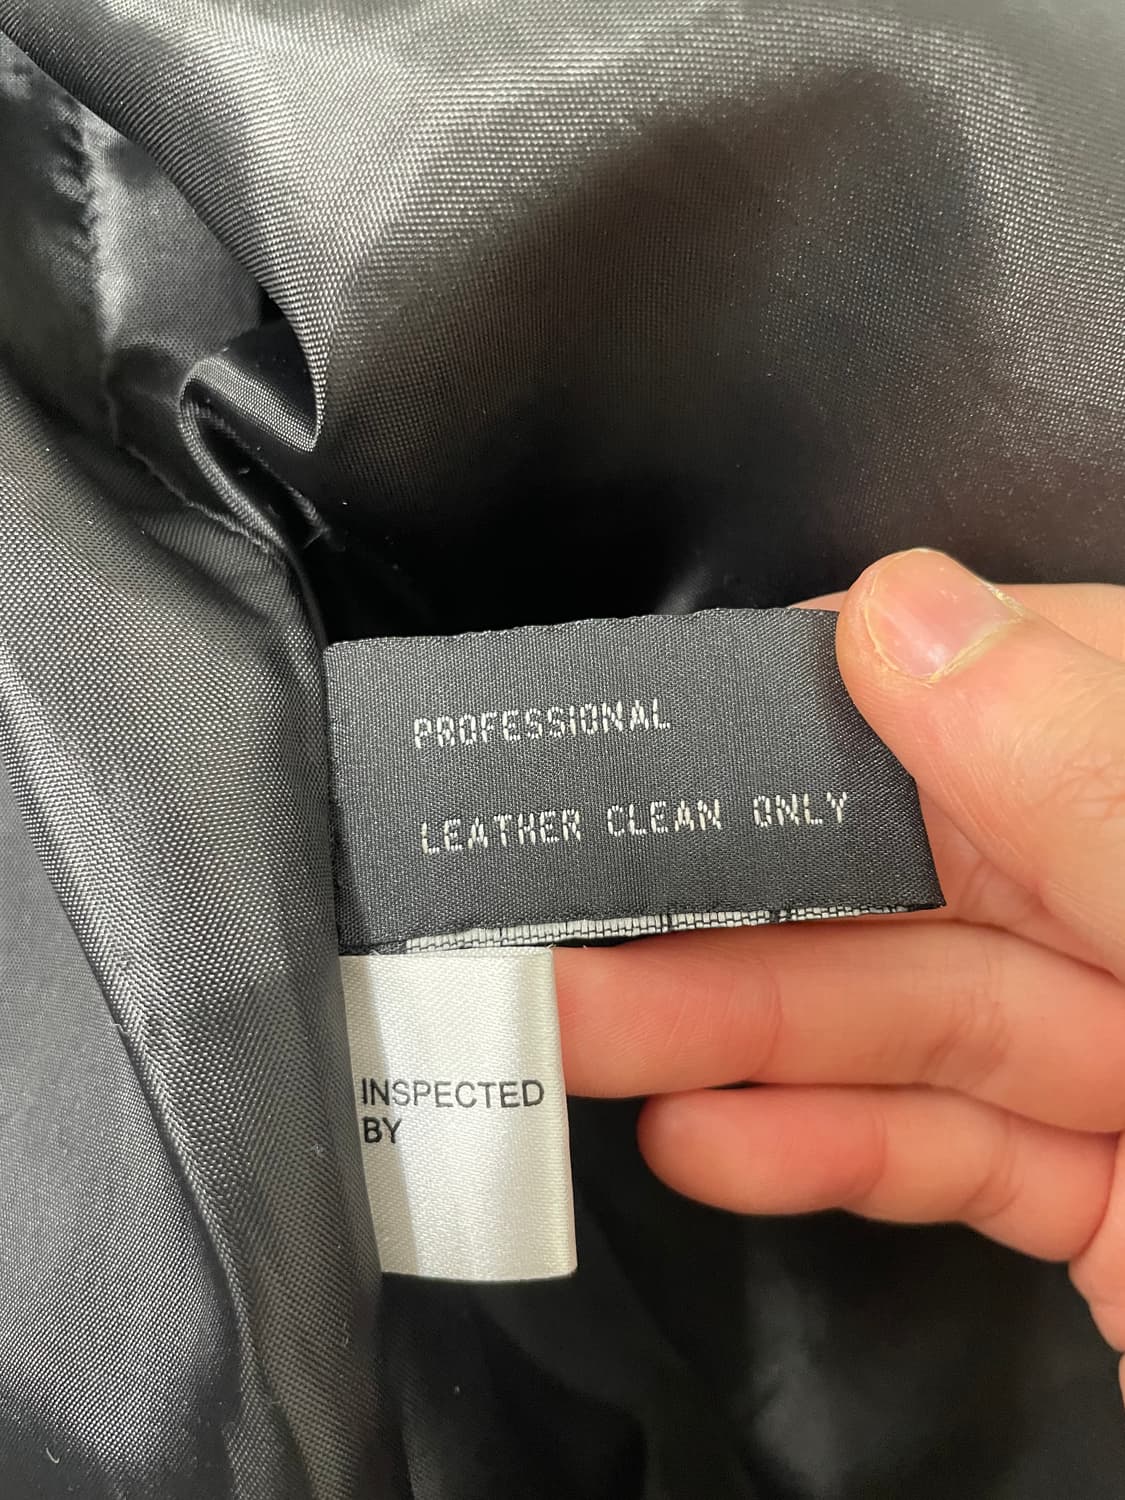 PROFESSIONAL
LEATHER CLEAN ONLY
INSPECTED
BY